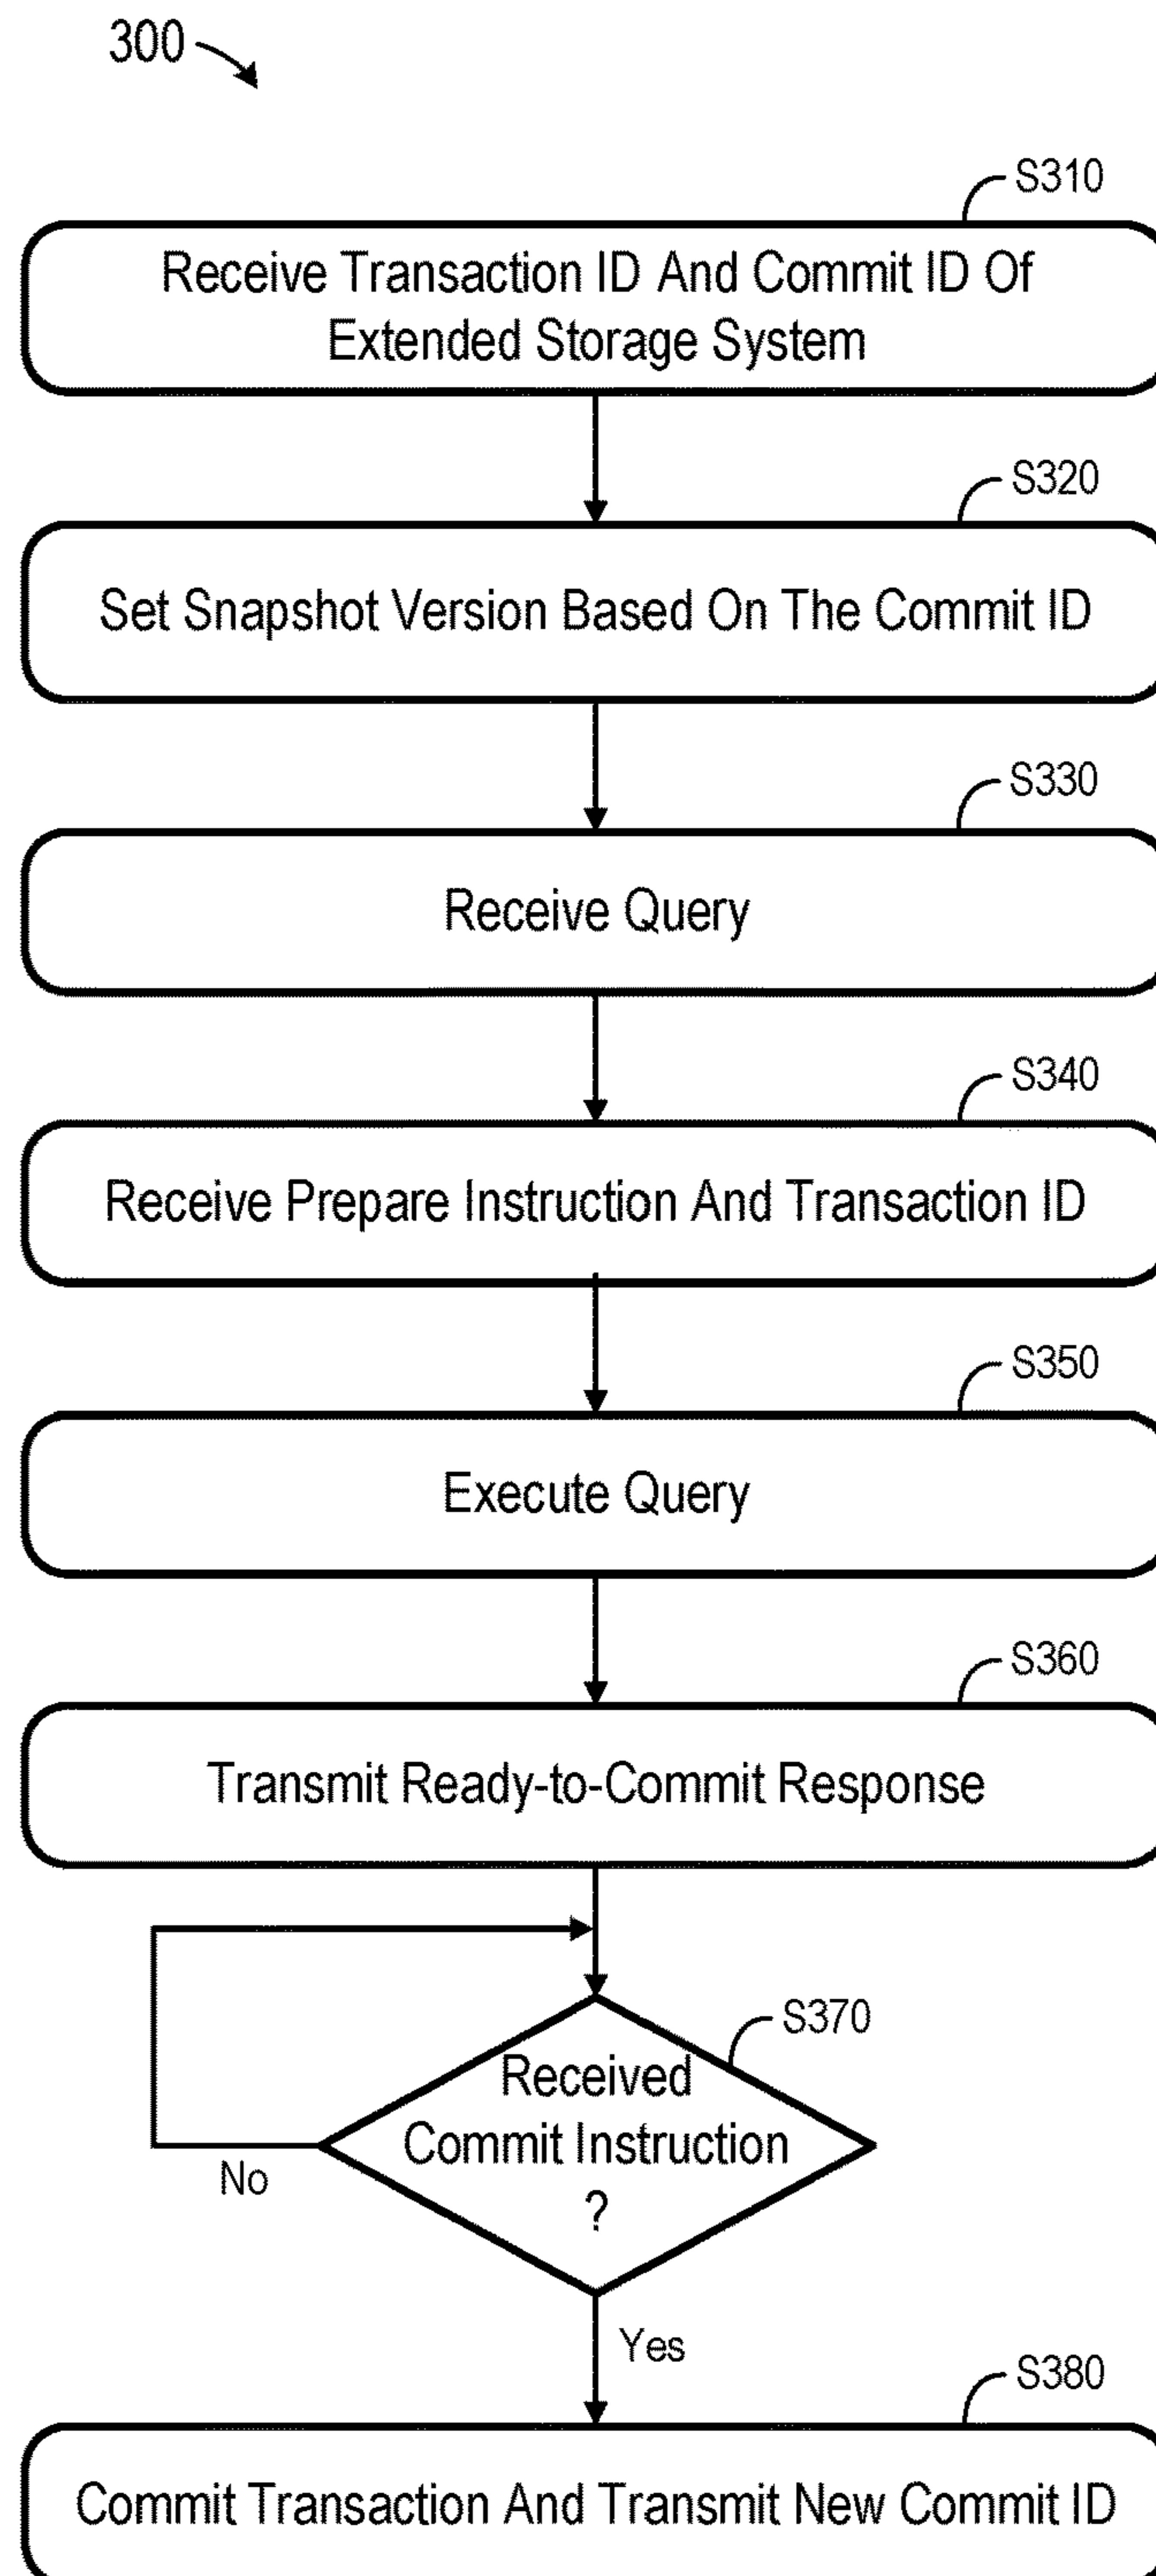 300
S310
Receive Transaction ID And Commit ID Of
Extended Storage System
S320
Set Snapshot Version Based On The Commit ID
S330
Receive Query
S340
Receive Prepare Instruction And Transaction ID
S350
Execute Query
S360
Transmit Ready-to-Commit Response
S370
Received
Commit Instruction
?
No
Yes
S380
Commit Transaction And Transmit New Commit ID